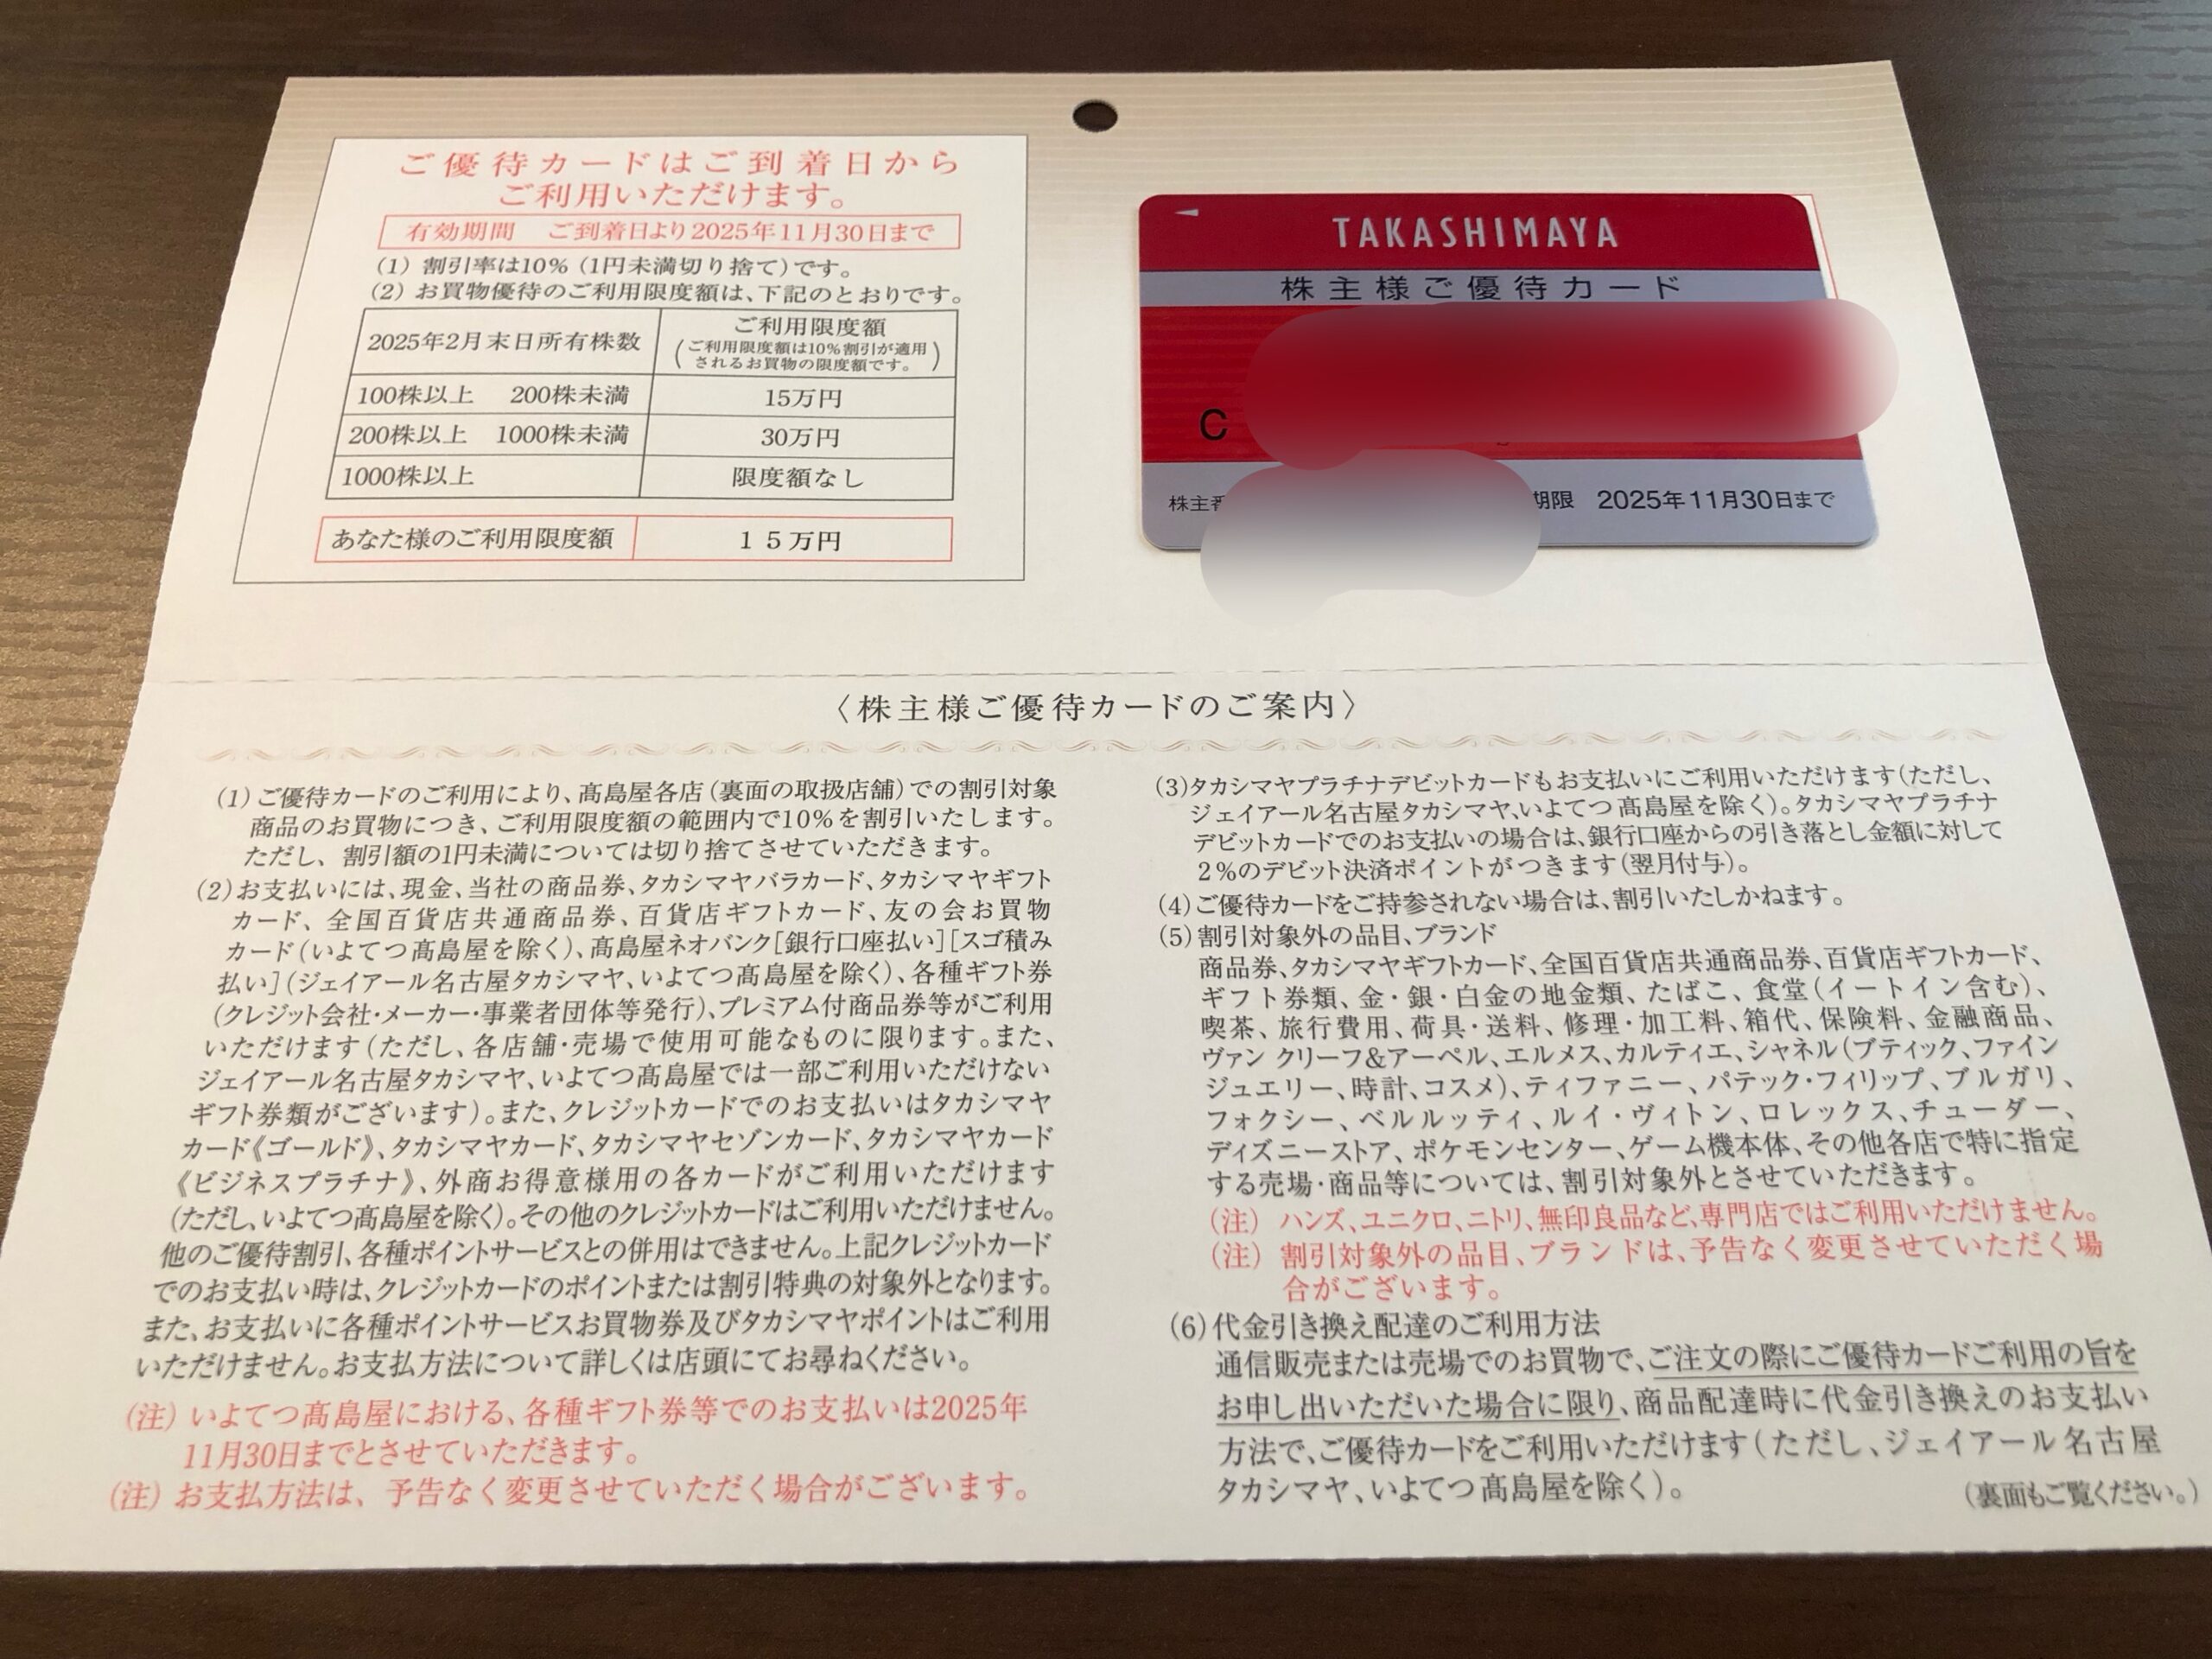 ご優待カードはご到着日から
ご利用いただけます。
有効期間　ご到着日より2025年11月30日まで
(1) 割引率は10%（1円未満切り捨て）です。
(2) お買物優待のご利用限度額は、下記のとおりです。
2025年2月末日所有株数
ご利用限度額
(ご利用限度額は10%割引が適用
されるお買物の限度額です。)
100株以上　200株未満　15万円
200株以上　1000株未満　30万円
1000株以上　限度額なし
あなた様のご利用限度額　１５万円
TAKASHIMAYA
株主様ご優待カード
C
株主
期限　2025年11月30日まで
〈株主様ご優待カードのご案内〉
(1)ご優待カードのご利用により、髙島屋各店（裏面の取扱店舗）での割引対象
商品のお買物につき、ご利用限度額の範囲内で10%を割引いたします。
ただし、割引額の1円未満については切り捨てさせていただきます。
(2)お支払いには、現金、当社の商品券、タカシマヤバラカード、タカシマヤギフト
カード、全国百貨店共通商品券、百貨店ギフトカード、友の会お買物
カード（いよてつ髙島屋を除く）、髙島屋ネオバンク［銀行口座払い］［スゴ積み
払い］（ジェイアール名古屋タカシマヤ、いよてつ髙島屋を除く）、各種ギフト券
（クレジット会社・メーカー・事業者団体等発行）、プレミアム付商品券等がご利用
いただけます（ただし、各店舗・売場で使用可能なものに限ります。また、
ジェイアール名古屋タカシマヤ、いよてつ髙島屋では一部ご利用いただけない
ギフト券類がございます）。また、クレジットカードでのお支払いはタカシマヤ
カード《ゴールド》、タカシマヤカード、タカシマヤセゾンカード、タカシマヤカード
《ビジネスプラチナ》、外商お得意様用の各カードがご利用いただけます
（ただし、いよてつ髙島屋を除く）。その他のクレジットカードはご利用いただけません。
他のご優待割引、各種ポイントサービスとの併用はできません。上記クレジットカード
でのお支払い時は、クレジットカードのポイントまたは割引特典の対象外となります。
また、お支払いに各種ポイントサービスお買物券及びタカシマヤポイントはご利用
いただけません。お支払方法について詳しくは店頭にてお尋ねください。
（注）いよてつ髙島屋における、各種ギフト券等でのお支払いは2025年
11月30日までとさせていただきます。
（注）お支払方法は、予告なく変更させていただく場合がございます。
(3)タカシマヤプラチナデビットカードもお支払いにご利用いただけます（ただし、
ジェイアール名古屋タカシマヤ、いよてつ髙島屋を除く）。タカシマヤプラチナ
デビットカードでのお支払いの場合は、銀行口座からの引き落とし金額に対して
2%のデビット決済ポイントがつきます（翌月付与）。
(4)ご優待カードをご持参されない場合は、割引いたしかねます。
(5)割引対象外の品目、ブランド
商品券、タカシマヤギフトカード、全国百貨店共通商品券、百貨店ギフトカード、
ギフト券類、金・銀・白金の地金類、たばこ、食堂（イートイン含む）、
喫茶、旅行費用、荷具・送料、修理・加工料、箱代、保険料、金融商品、
ヴァン クリーフ&アーペル、エルメス、カルティエ、シャネル（ブティック、ファイン
ジュエリー、時計、コスメ）、ティファニー、パテック・フィリップ、ブルガリ、
フォクシー、ベルルッティ、ルイ・ヴィトン、ロレックス、チューダー、
ディズニーストア、ポケモンセンター、ゲーム機本体、その他各店で特に指定
する売場・商品等については、割引対象外とさせていただきます。
（注）ハンズ、ユニクロ、ニトリ、無印良品など、専門店ではご利用いただけません。
（注）割引対象外の品目、ブランドは、予告なく変更させていただく場
合がございます。
(6)代金引き換え配達のご利用方法
通信販売または売場でのお買物で、ご注文の際にご優待カードご利用の旨を
お申し出いただいた場合に限り、商品配達時に代金引き換えのお支払い
方法で、ご優待カードをご利用いただけます（ただし、ジェイアール名古屋
タカシマヤ、いよてつ髙島屋を除く）。
（裏面もご覧ください。）